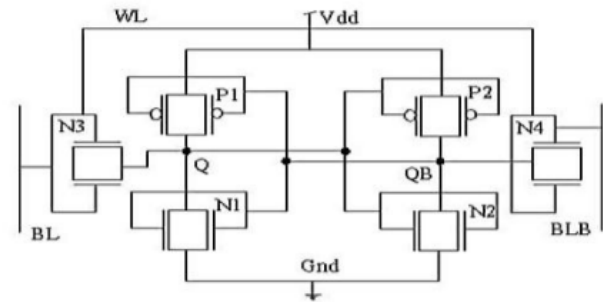 WL Vdd
P1 P2
N3 N4
Q QB
N1 N2
BL BLB
Gnd